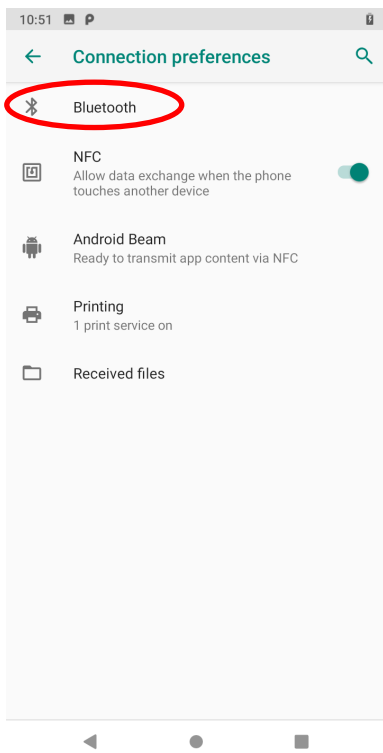 10:51
Connection preferences
Bluetooth
NFC
Allow data exchange when the phone
touches another device
Android Beam
Ready to transmit app content via NFC
Printing
1 print service on
Received files